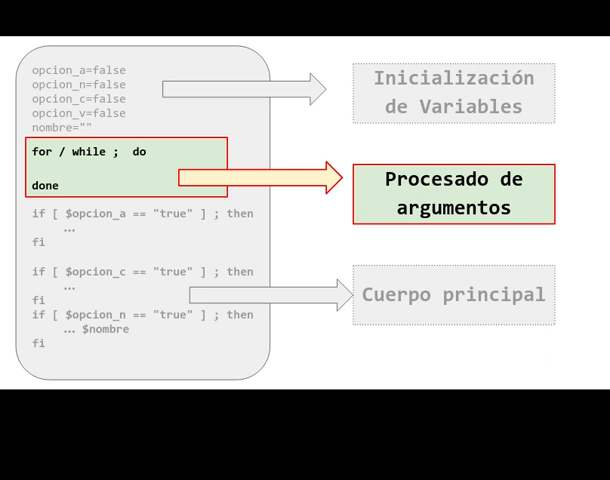 opcion_a=false
opcion_n=false
opcion_c=false
opcion_v=false
nombre=""
for / while ;  do
done
if [ $opcion_a == "true" ] ; then
...
fi
if [ $opcion_c == "true" ] ; then
...
fi
if [ $opcion_n == "true" ] ; then
... $nombre
fi
Inicialización
de Variables
Procesado de
argumentos
Cuerpo principal